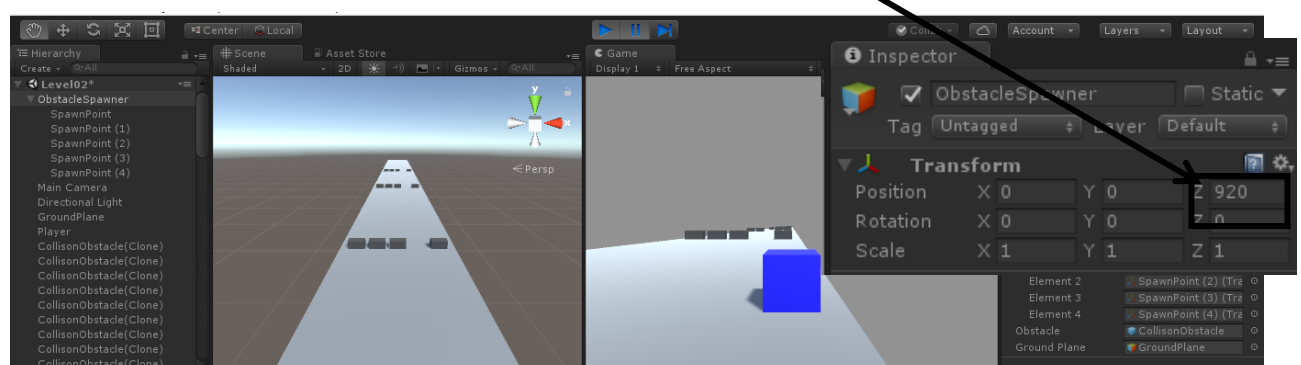 Center Local
Account
Layers
Layout
Hierarchy
Create
All
Level02*
ObstacleSpawner
SpawnPoint
SpawnPoint (1)
SpawnPoint (2)
SpawnPoint (3)
SpawnPoint (4)
Main Camera
Directional Light
GroundPlane
Player
CollisonObstacle(Clone)
CollisonObstacle(Clone)
CollisonObstacle(Clone)
CollisonObstacle(Clone)
CollisonObstacle(Clone)
CollisonObstacle(Clone)
CollisonObstacle(Clone)
CollisonObstacle(Clone)
CollisonObstacle(Clone)
Scene Asset Store
Shaded 2D Gizmos All
y
x
Persp
Game
Display 1 Free Aspect
Inspector
ObstacleSpawner Static
Tag Untagged Layer Default
Transform
Position X 0 Y 0 Z 920
Rotation X 0 Y 0 Z 0
Scale X 1 Y 1 Z 1
Element 2 SpawnPoint (2) (Tra
Element 3 SpawnPoint (3) (Tra
Element 4 SpawnPoint (4) (Tra
Obstacle CollisonObstacle
Ground Plane GroundPlane